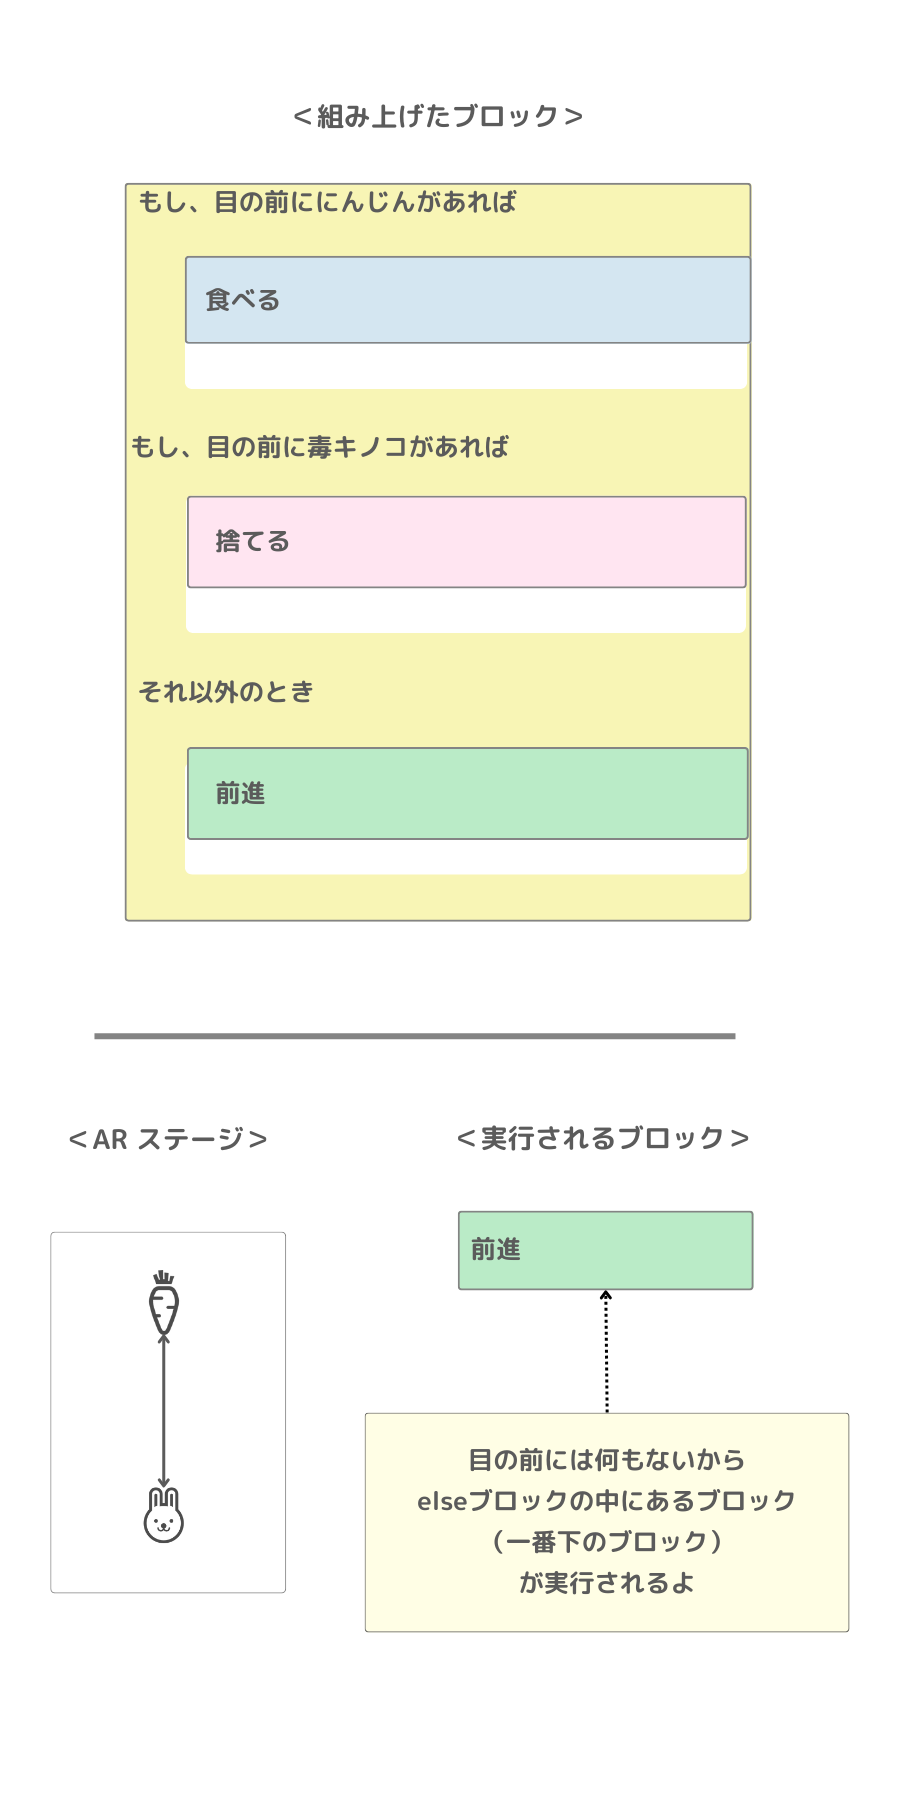 ＜組み上げたブロック＞
もし、目の前ににんじんがあれば
食べる
もし、目の前に毒キノコがあれば
捨てる
それ以外のとき
前進
＜AR ステージ＞
＜実行されるブロック＞
前進
目の前には何もないから
elseブロックの中にあるブロック
（一番下のブロック）
が実行されるよ